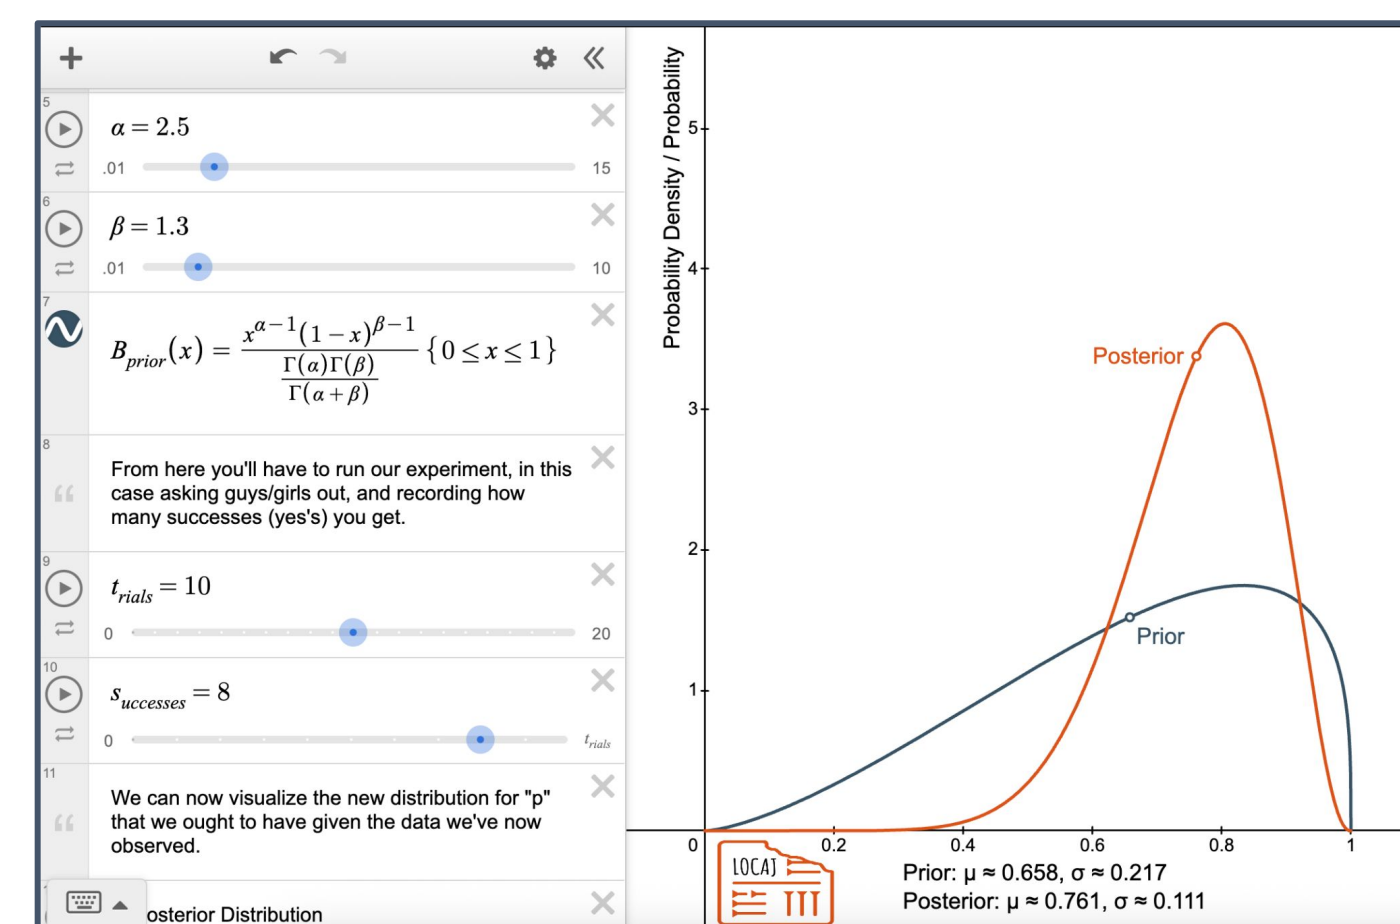 5
α = 2.5
.01 15
6
β = 1.3
.01 10
7
B_prior(x) = x^(α−1)(1−x)^(β−1) / (Γ(α)Γ(β) / Γ(α+β)) {0 ≤ x ≤ 1}
8
From here you'll have to run our experiment, in this
case asking guys/girls out, and recording how
many successes (yes's) you get.
9
t_rials = 10
0 20
10
s_uccesses = 8
0 t_rials
11
We can now visualize the new distribution for "p"
that we ought to have given the data we've now
observed.
osterior Distribution
Probability Density / Probability
5
4
3
2
1
Posterior
Prior
0 0.2 0.4 0.6 0.8 1
LOCAJ
Prior: μ ≈ 0.658, σ ≈ 0.217
Posterior: μ ≈ 0.761, σ ≈ 0.111